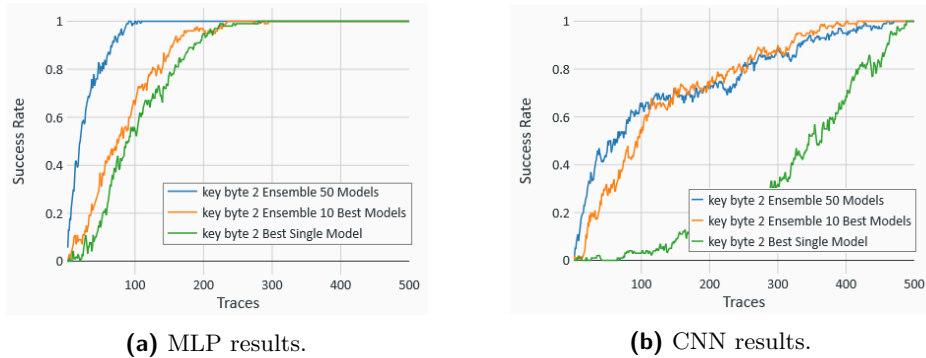 1
0.8
0.6
0.4
0.2
0
Success Rate
100
200
300
400
500
Traces
key byte 2 Ensemble 50 Models
key byte 2 Ensemble 10 Best Models
key byte 2 Best Single Model
(a) MLP results.
1
0.8
0.6
0.4
0.2
0
Success Rate
100
200
300
400
500
Traces
key byte 2 Ensemble 50 Models
key byte 2 Ensemble 10 Best Models
key byte 2 Best Single Model
(b) CNN results.